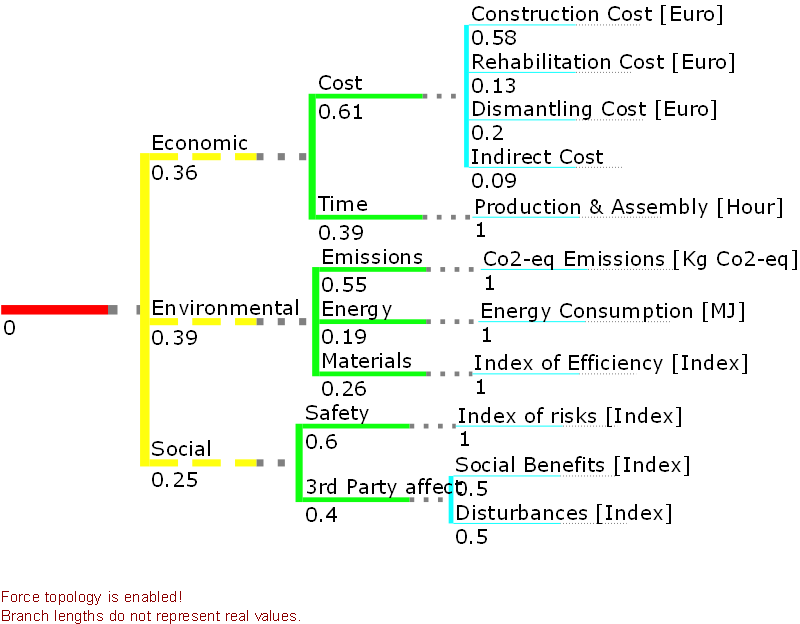 Construction Cost [Euro]
0.58
Rehabilitation Cost [Euro]
0.13
Dismantling Cost [Euro]
0.2
Indirect Cost
0.09
Cost
0.61
Economic
0.36
Time
0.39
Production & Assembly [Hour]
1
Emissions
0.55
Co2-eq Emissions [Kg Co2-eq]
1
Environmental
0.39
Energy
0.19
Energy Consumption [MJ]
1
0
Materials
0.26
Index of Efficiency [Index]
1
Safety
0.6
Index of risks [Index]
1
Social
0.25
3rd Party affect
0.4
Social Benefits [Index]
0.5
Disturbances [Index]
0.5
Force topology is enabled!
Branch lengths do not represent real values.